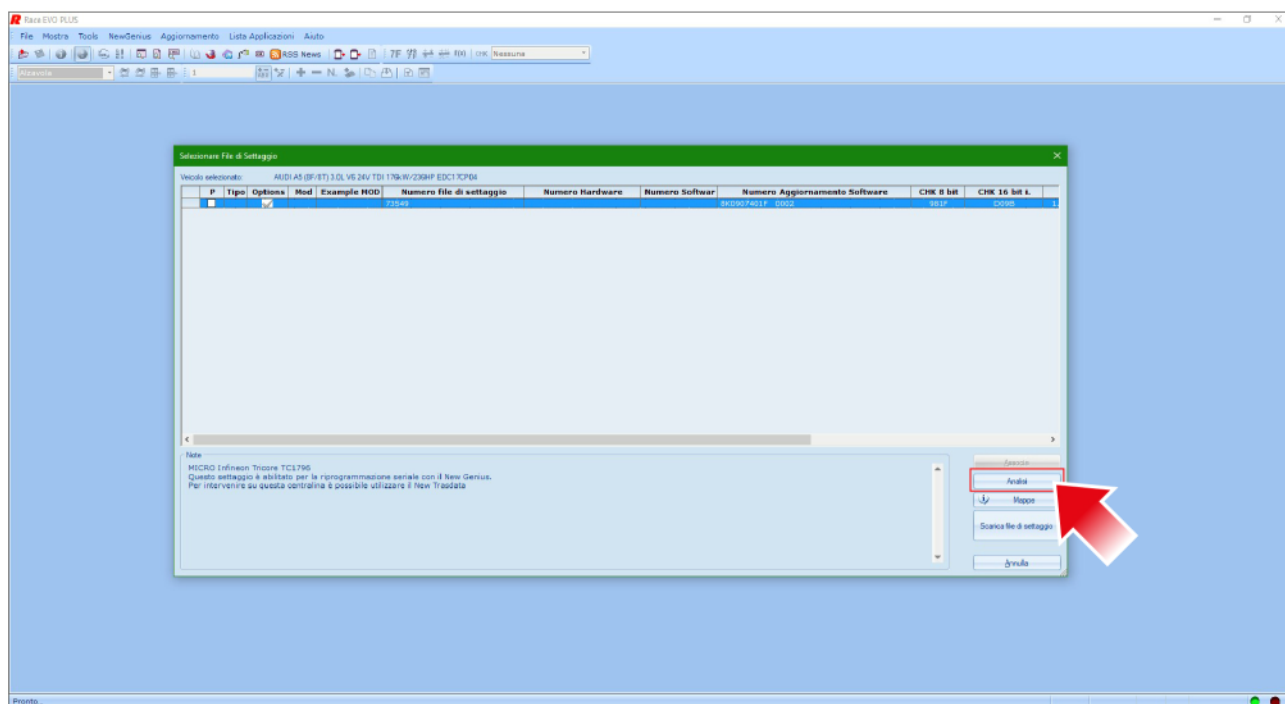 Race EVO PLUS
File Mostra Tools NewGenius Aggiornamento Lista Applicazioni Aiuto
RSS News 7F F(X) CHK Nessuna
1 N.
Selezionare File di Settaggio
Veicolo selezionato: AUDI A5 (8F/8T) 3.0L V6 24V TDI 176kW/239HP EDC17CP04
P Tipo Options Mod Example MOD Numero file di settaggio Numero Hardware Numero Softwar Numero Aggiornamento Software CHK 8 bit CHK 16 bit s.
73549 8K0907401F 0002 981F D09B 1
Note
MICRO Infineon Tricore TC1796
Questo settaggio è abilitato per la riprogrammazione seriale con il New Genius.
Per intervenire su questa centralina è possibile utilizzare il New Trasdata
Analisi
Mappe
Scarica file di settaggio
Annulla
Pronto..